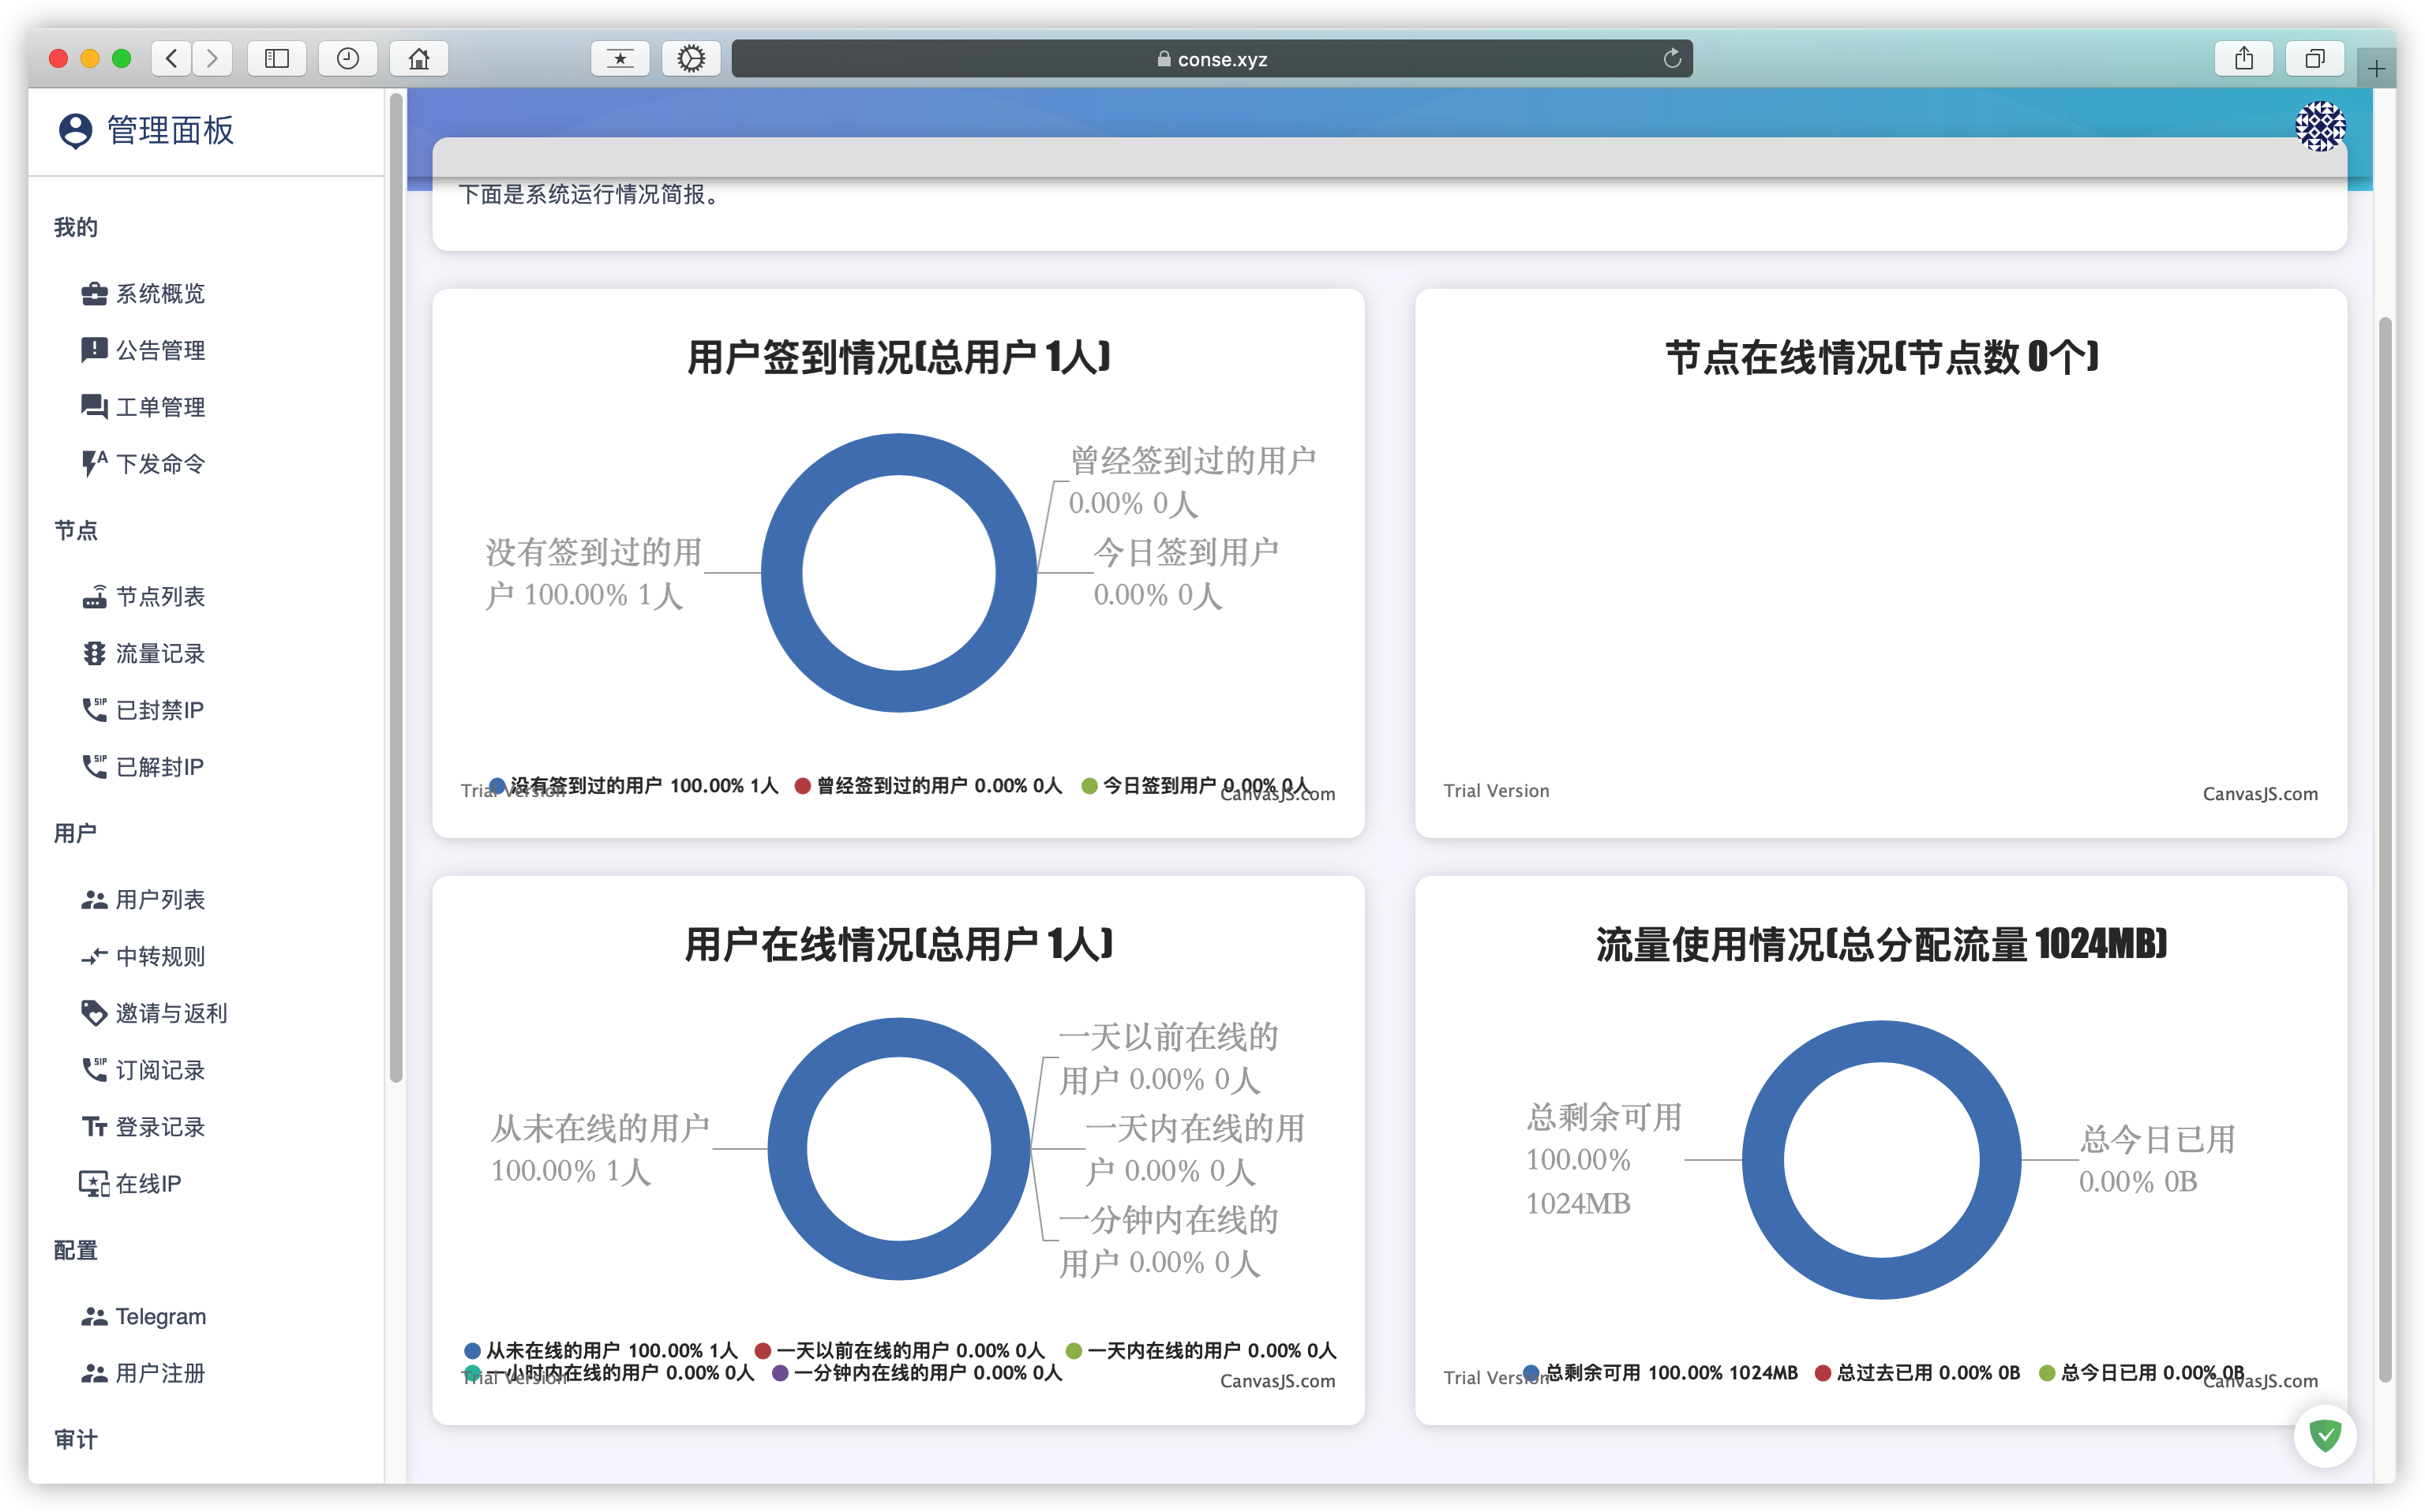 conse.xyz
管理面板
我的
系统概览
公告管理
工单管理
下发命令
节点
节点列表
流量记录
已封禁IP
已解封IP
用户
用户列表
中转规则
邀请与返利
订阅记录
登录记录
在线IP
配置
Telegram
用户注册
审计
下面是系统运行情况简报。
用户签到情况(总用户 1人)
曾经签到过的用户
0.00% 0人
今日签到用户
0.00% 0人
没有签到过的用
户 100.00% 1人
没有签到过的用户 100.00% 1人 曾经签到过的用户 0.00% 0人 今日签到用户 0.00% 0人
Trial Version
CanvasJS.com
节点在线情况(节点数 0个)
Trial Version
CanvasJS.com
用户在线情况(总用户 1人)
一天以前在线的
用户 0.00% 0人
一天内在线的用
户 0.00% 0人
一分钟内在线的
用户 0.00% 0人
从未在线的用户
100.00% 1人
从未在线的用户 100.00% 1人 一天以前在线的用户 0.00% 0人 一天内在线的用户 0.00% 0人
一小时内在线的用户 0.00% 0人 一分钟内在线的用户 0.00% 0人
Trial Version
CanvasJS.com
流量使用情况(总分配流量 1024MB)
总剩余可用
100.00%
1024MB
总今日已用
0.00% 0B
总剩余可用 100.00% 1024MB 总过去已用 0.00% 0B 总今日已用 0.00% 0B
Trial Version
CanvasJS.com